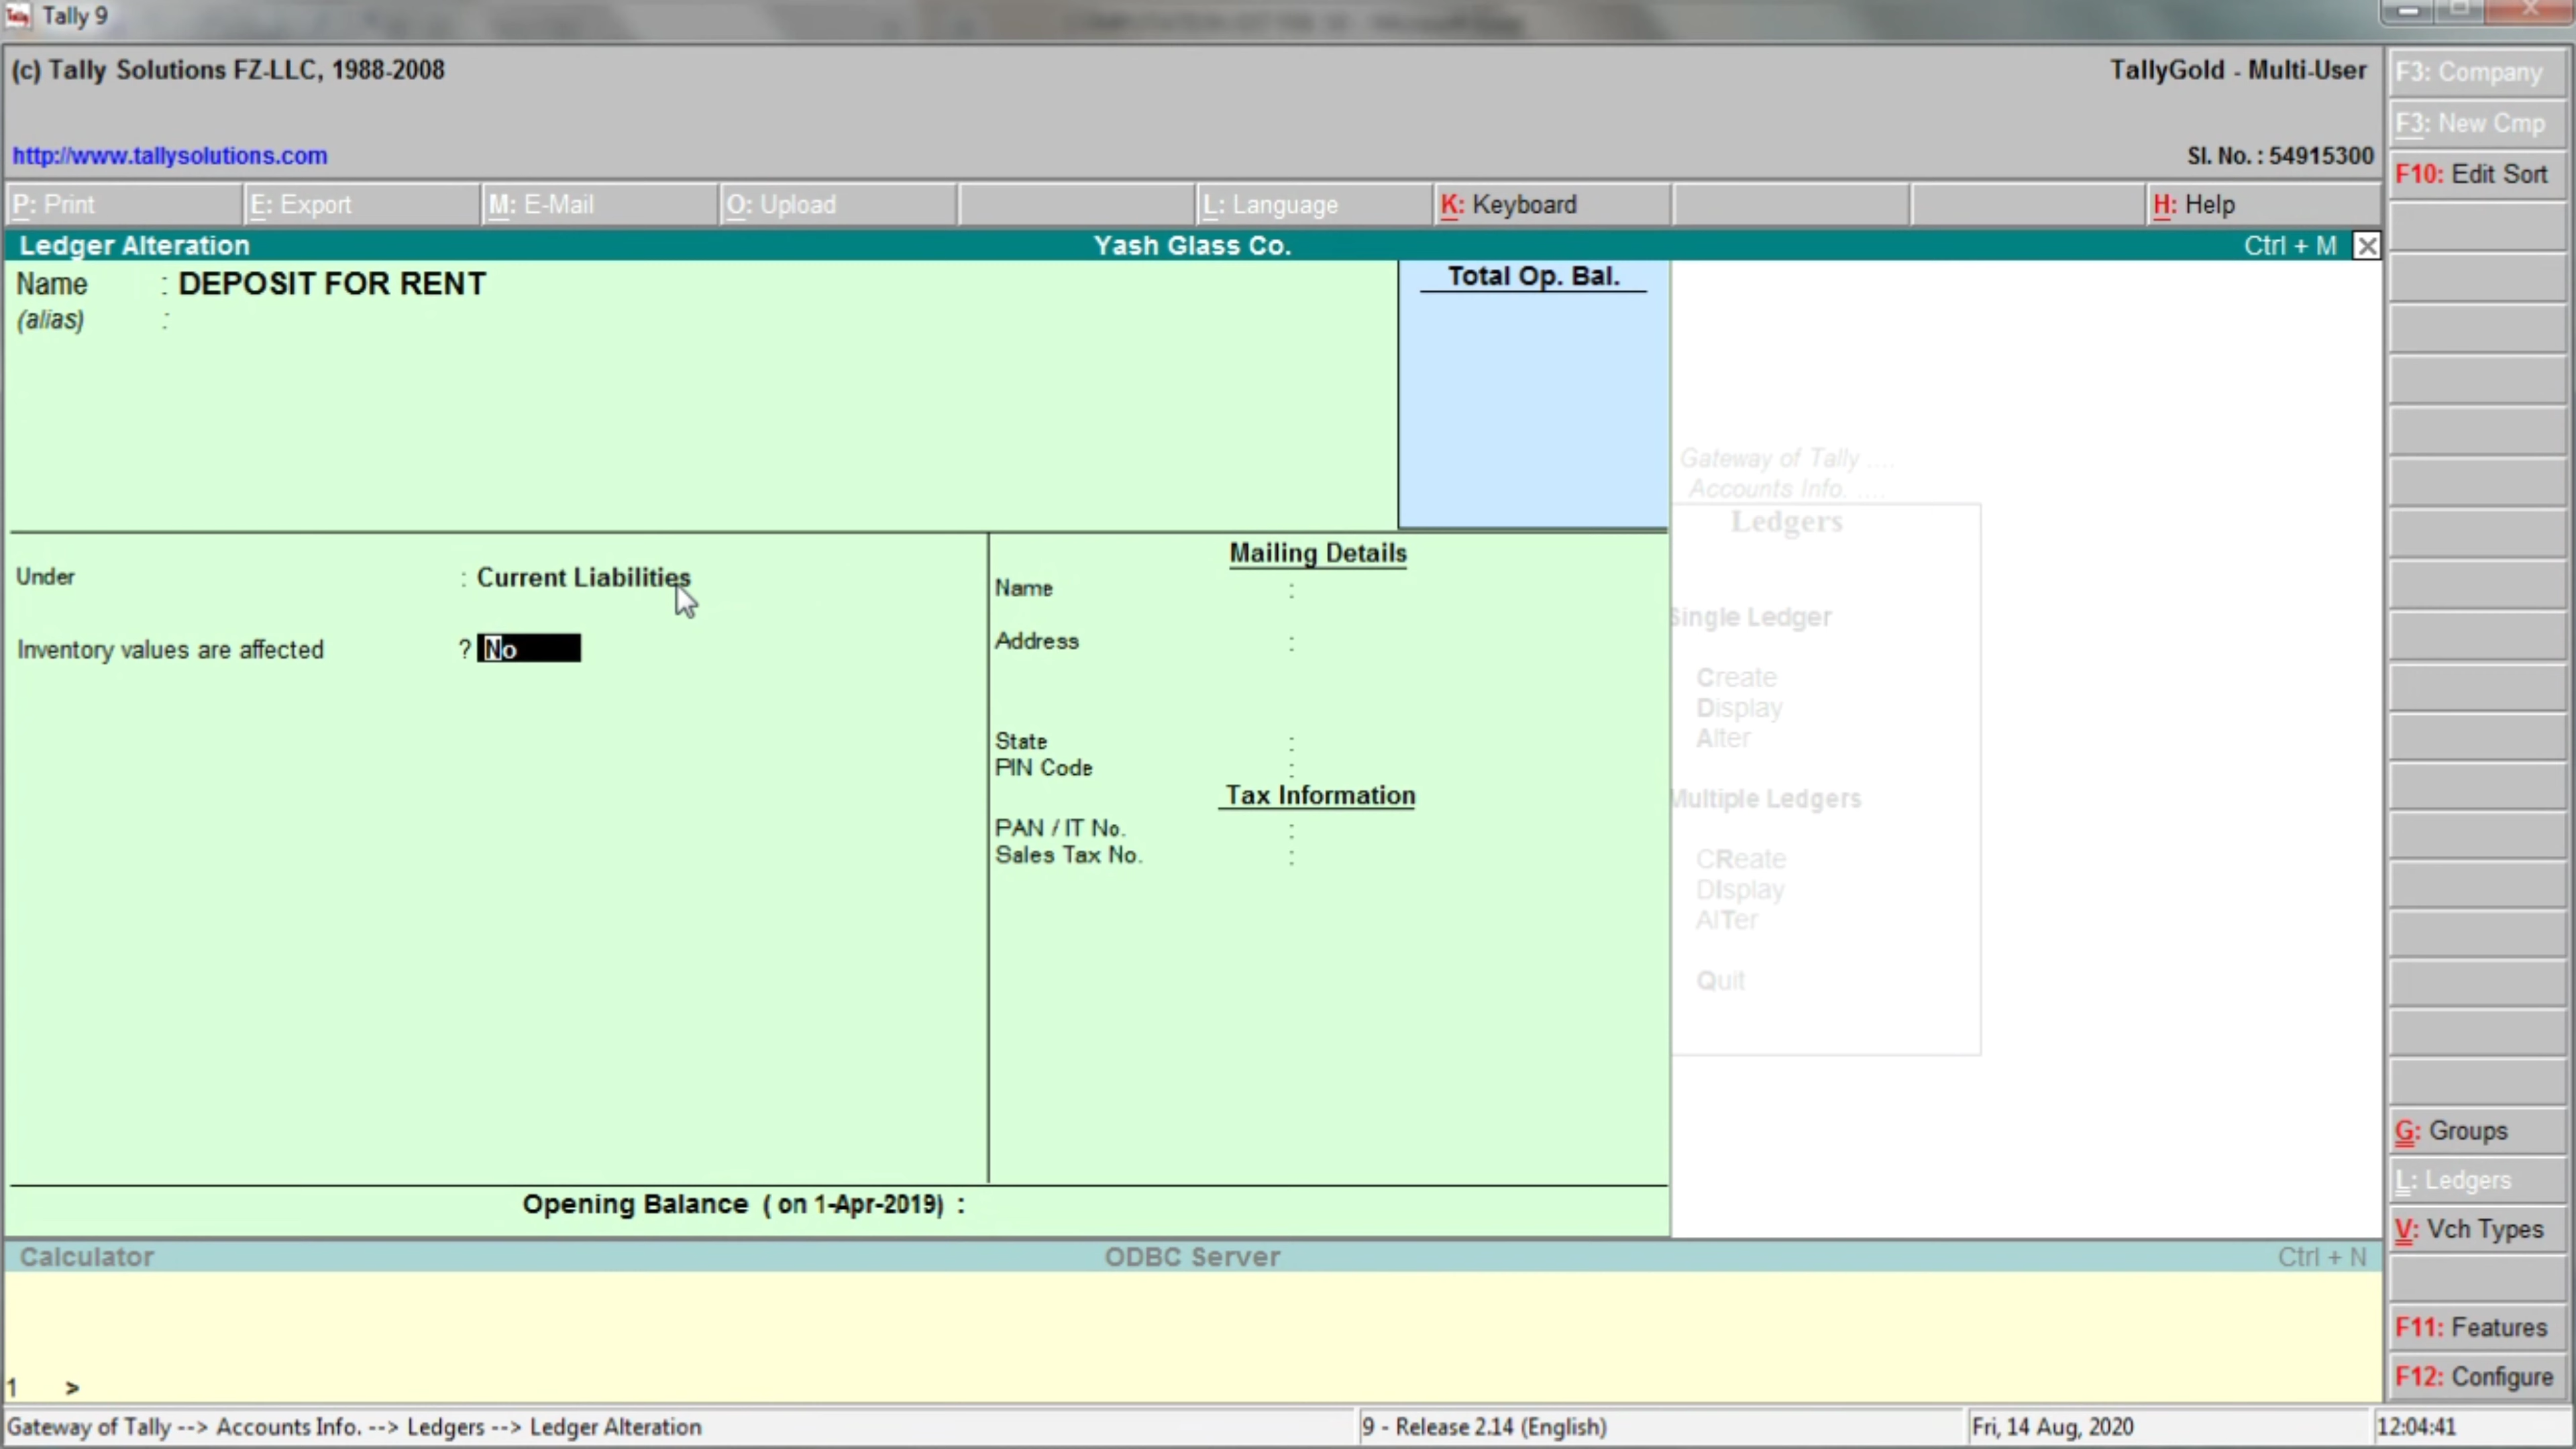 Tally 9
(c) Tally Solutions FZ-LLC, 1988-2008
TallyGold - Multi-User
http://www.tallysolutions.com
Sl. No. : 54915300
P: Print
E: Export
M: E-Mail
O: Upload
L: Language
K: Keyboard
H: Help
Ledger Alteration
Yash Glass Co.
Ctrl + M
Name : DEPOSIT FOR RENT
(alias) :
Total Op. Bal.
Under : Current Liabilities
Inventory values are affected ? No
Mailing Details
Name :
Address :
State :
PIN Code :
Tax Information
PAN / IT No. :
Sales Tax No. :
Opening Balance ( on 1-Apr-2019) :
Gateway of Tally ....
Accounts Info. ....
Ledgers
Single Ledger
Create
Display
Alter
Multiple Ledgers
CReate
DIsplay
AlTer
Quit
F3: Company
F3: New Cmp
F10: Edit Sort
G: Groups
L: Ledgers
V: Vch Types
F11: Features
F12: Configure
Calculator
ODBC Server
Ctrl + N
1 >
Gateway of Tally --> Accounts Info. --> Ledgers --> Ledger Alteration
9 - Release 2.14 (English)
Fri, 14 Aug, 2020
12:04:41